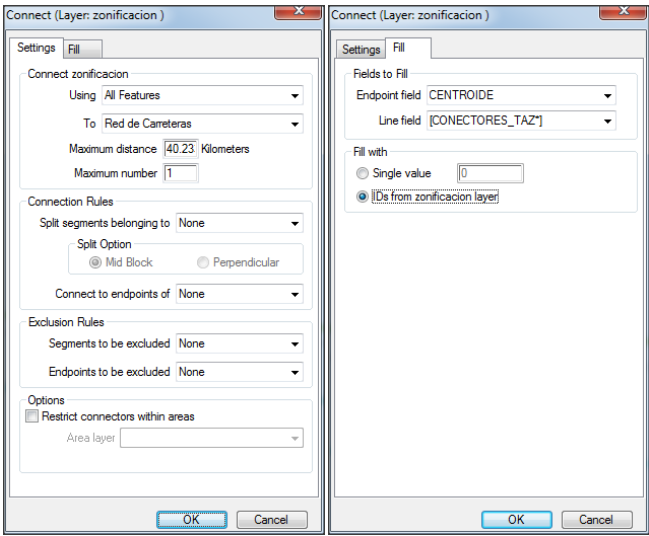 Connect (Layer: zonificacion )
Settings Fill
Connect zonificacion
Using All Features
To Red de Carreteras
Maximum distance 40.23 Kilometers
Maximum number 1
Connection Rules
Split segments belonging to None
Split Option
Mid Block Perpendicular
Connect to endpoints of None
Exclusion Rules
Segments to be excluded None
Endpoints to be excluded None
Options
Restrict connectors within areas
Area layer
OK Cancel
Connect (Layer: zonificacion )
Settings Fill
Fields to Fill
Endpoint field CENTROIDE
Line field [CONECTORES_TAZ*]
Fill with
Single value 0
IDs from zonificacion layer
OK Cancel